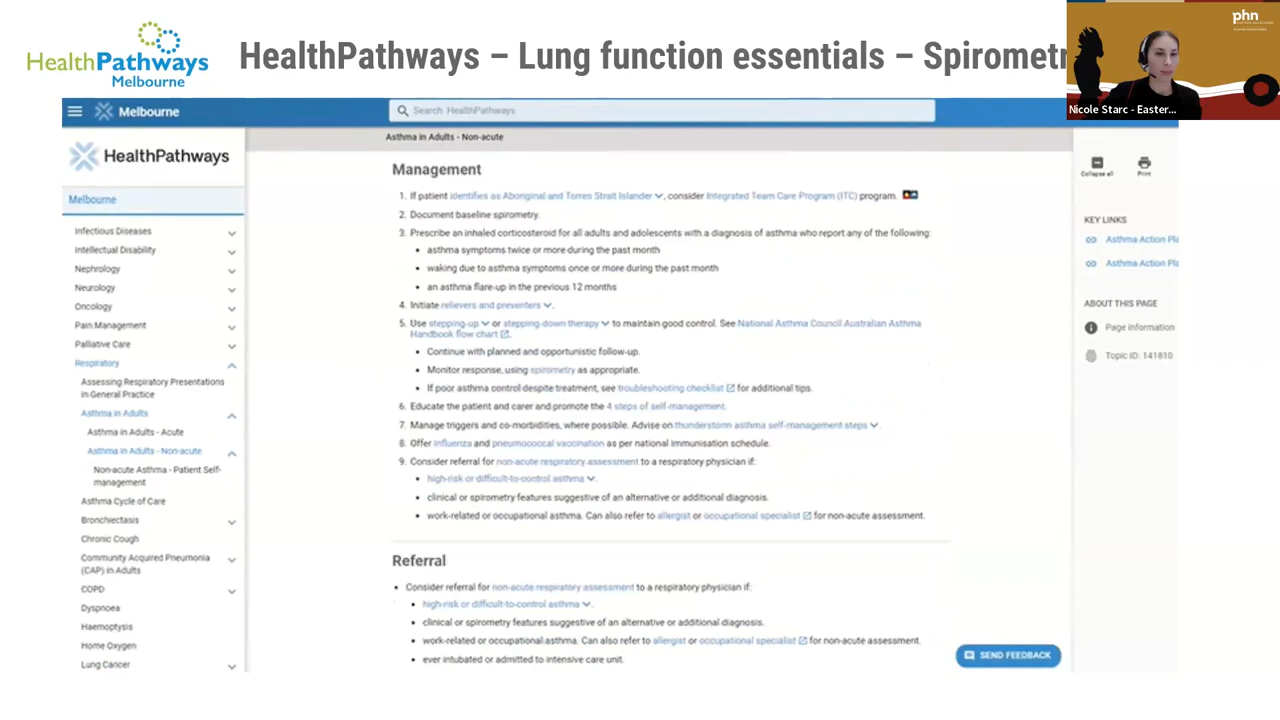 HealthPathways
Melbourne
HealthPathways – Lung function essentials – Spirometr
phn
Nicole Starc - Easter...
Melbourne
Search HealthPathways
Asthma in Adults - Non-acute
HealthPathways
Melbourne
Infectious Diseases
Intellectual Disability
Nephrology
Neurology
Oncology
Pain Management
Palliative Care
Respiratory
Assessing Respiratory Presentations
in General Practice
Asthma in Adults
Asthma in Adults - Acute
Asthma in Adults - Non-acute
Non-acute Asthma - Patient Self-
management
Asthma Cycle of Care
Bronchiectasis
Chronic Cough
Community Acquired Pneumonia
(CAP) in Adults
COPD
Dyspnoea
Haemoptysis
Home Oxygen
Lung Cancer
Management
1. If patient identifies as Aboriginal and Torres Strait Islander, consider Integrated Team Care Program (ITC) program.
2. Document baseline spirometry.
3. Prescribe an inhaled corticosteroid for all adults and adolescents with a diagnosis of asthma who report any of the following:
• asthma symptoms twice or more during the past month
• waking due to asthma symptoms once or more during the past month
• an asthma flare-up in the previous 12 months
4. Initiate relievers and preventers.
5. Use stepping-up or stepping-down therapy to maintain good control. See National Asthma Council Australian Asthma
Handbook flow chart.
• Continue with planned and opportunistic follow-up.
• Monitor response, using spirometry as appropriate.
• If poor asthma control despite treatment, see troubleshooting checklist for additional tips.
6. Educate the patient and carer and promote the 4 steps of self-management.
7. Manage triggers and co-morbidities, where possible. Advise on thunderstorm asthma self-management steps.
8. Offer influenza and pneumococcal vaccination as per national immunisation schedule.
9. Consider referral for non-acute respiratory assessment to a respiratory physician if:
• high-risk or difficult-to-control asthma.
• clinical or spirometry features suggestive of an alternative or additional diagnosis.
• work-related or occupational asthma. Can also refer to allergist or occupational specialist for non-acute assessment.
Referral
• Consider referral for non-acute respiratory assessment to a respiratory physician if:
• high-risk or difficult-to-control asthma.
• clinical or spirometry features suggestive of an alternative or additional diagnosis.
• work-related or occupational asthma. Can also refer to allergist or occupational specialist for non-acute assessment.
• ever intubated or admitted to intensive care unit.
Collapse all
Print
KEY LINKS
Asthma Action Pla
Asthma Action Pla
ABOUT THIS PAGE
Page information
Topic ID: 141810
SEND FEEDBACK